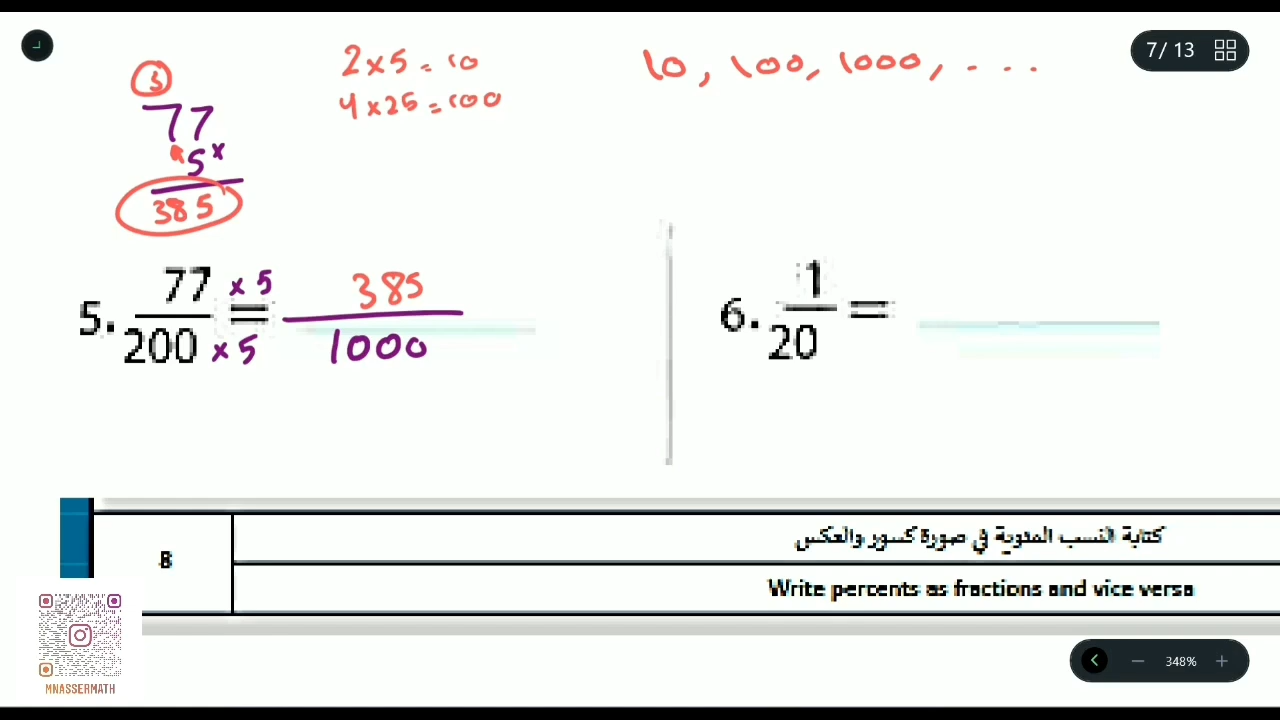 7/ 13
2 x 5 = 10
4 x 25 = 100
10, 100, 1000, ...
3
77
5 x
385
5. 77/200 x 5 = 385/1000
x 5
6. 1/20 =
8
كتابة النسب المئوية في صورة كسور والعكس
Write percents as fractions and vice versa
MNASSERMATH
348%